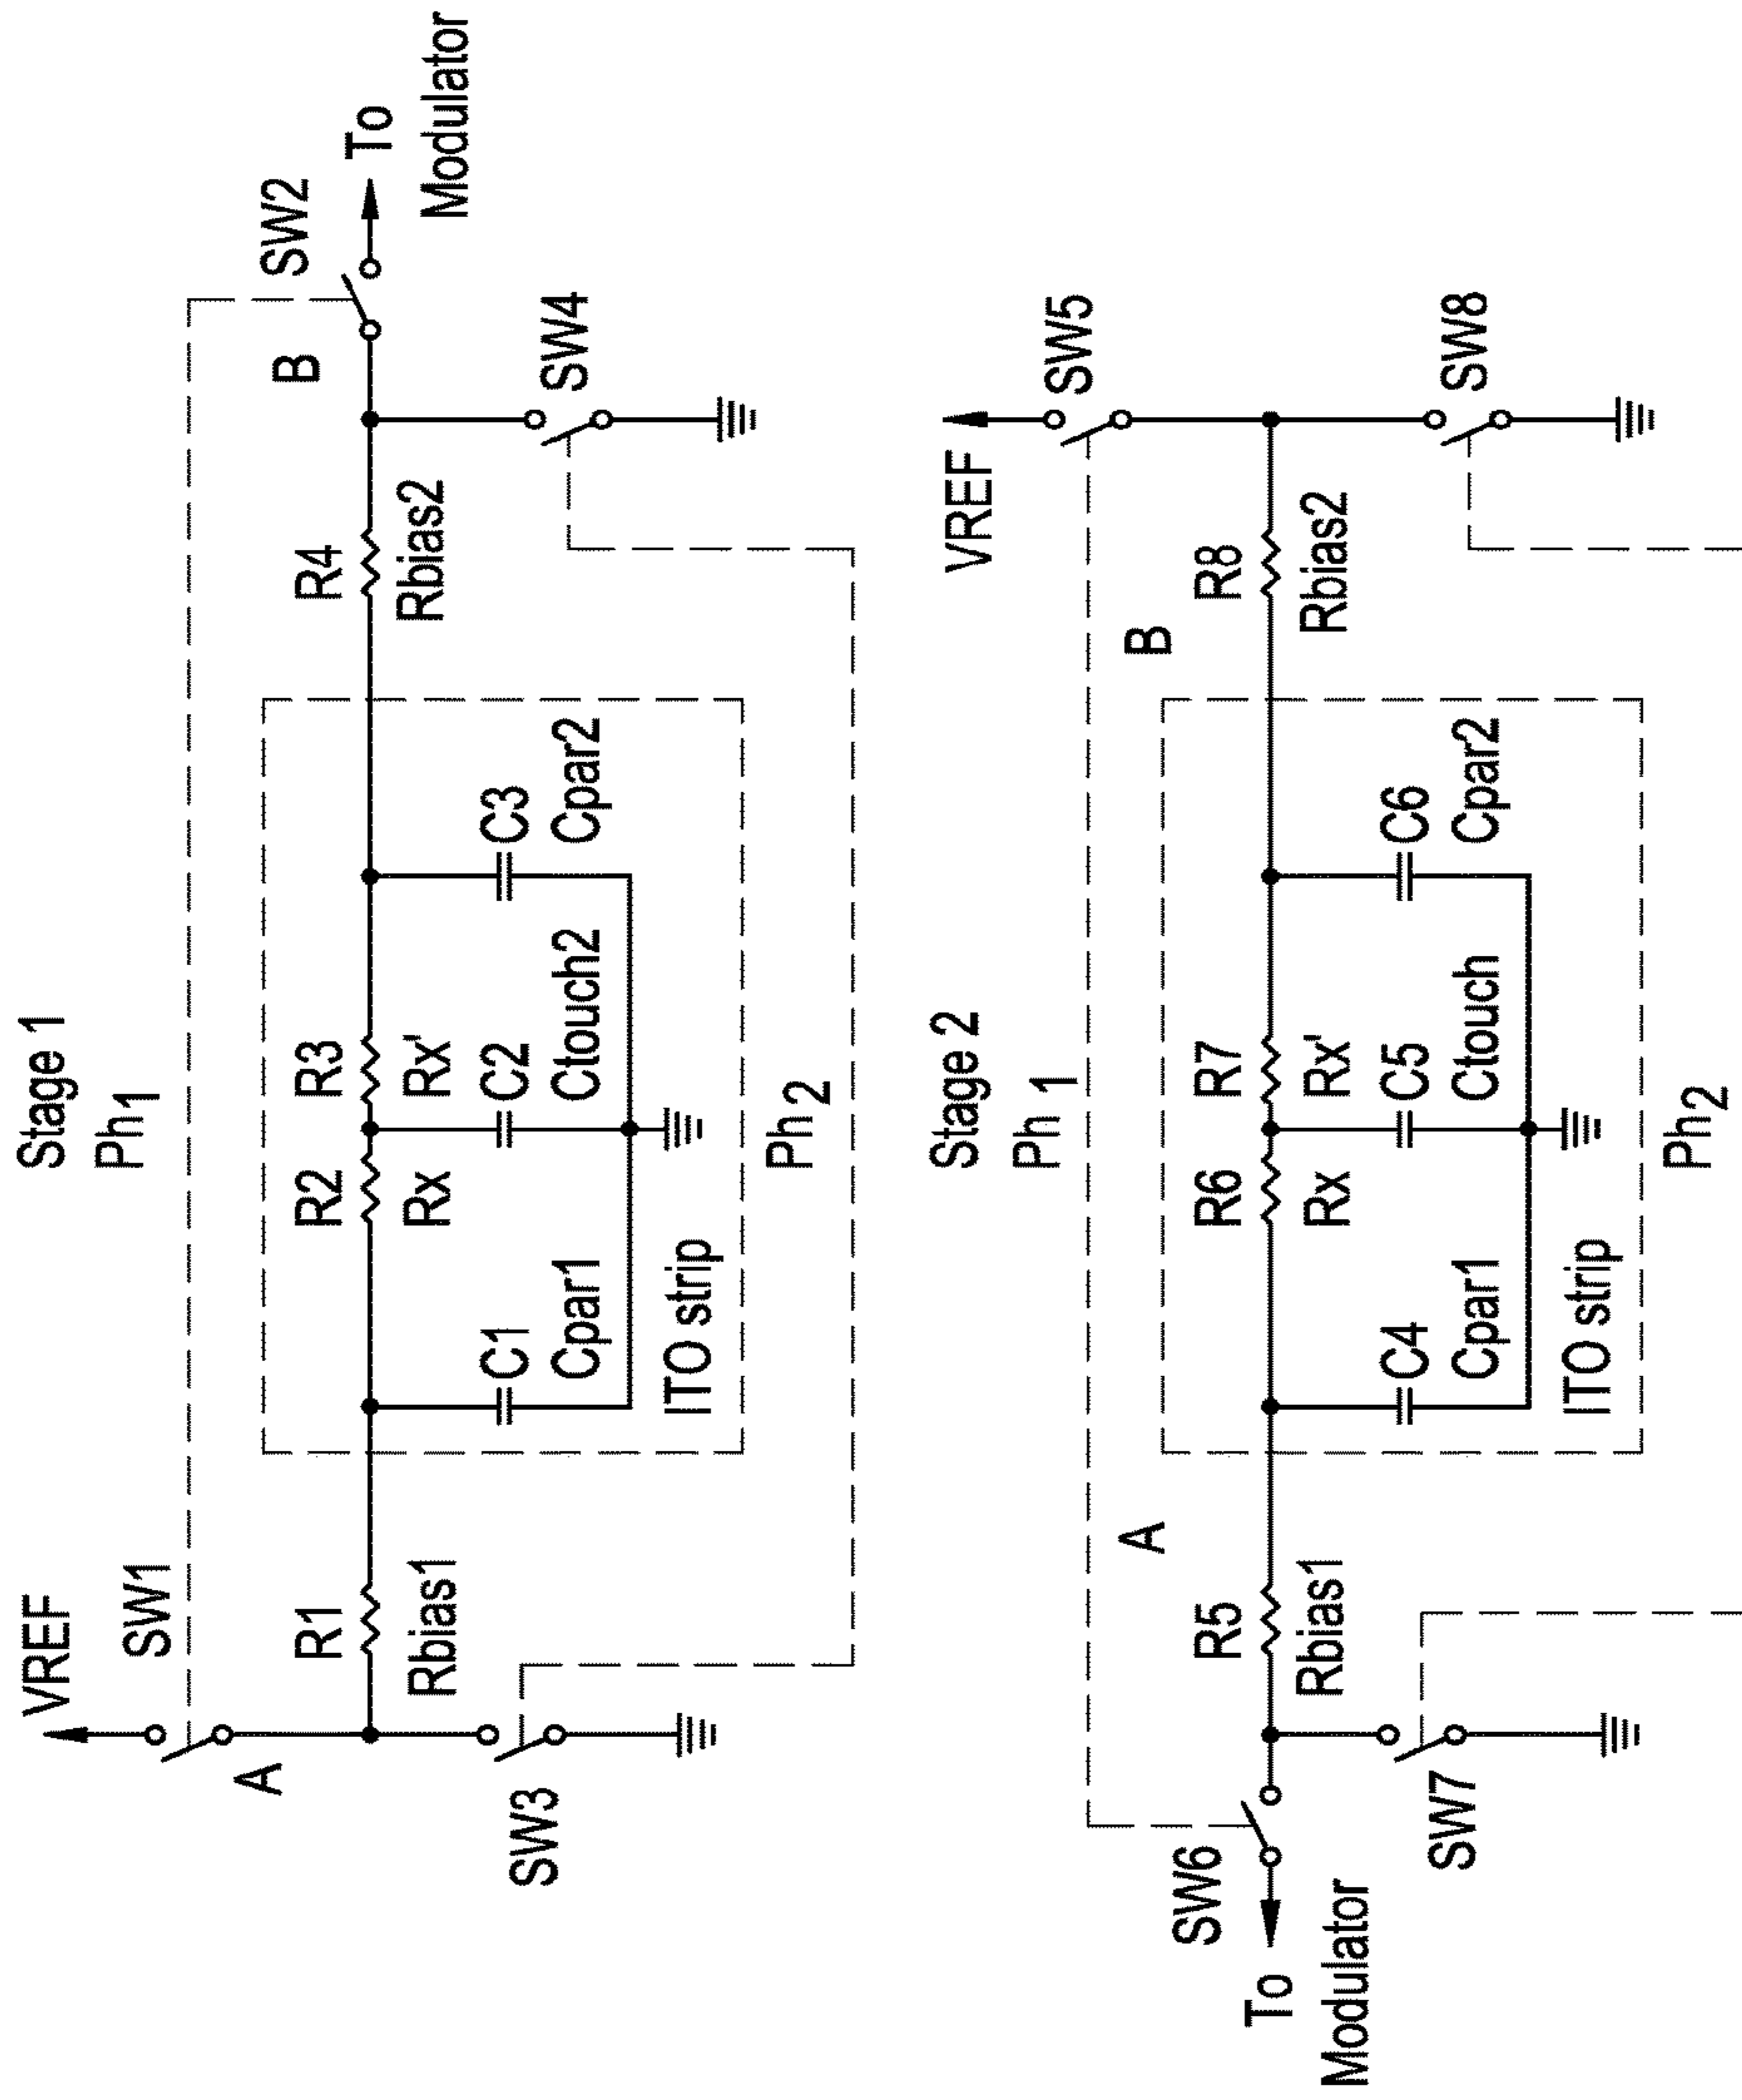 Stage 1
Ph1
VREF
SW1
A
SW3
R1
Rbias1
R2
Rx
R3
Rx'
C1
Cpar1
C2
Ctouch2
C3
Cpar2
ITO strip
R4
Rbias2
B
SW2
To
Modulator
SW4
Ph2
Stage 2
Ph1
A
B
VREF
SW5
SW6
To
Modulator
SW7
R5
Rbias1
R6
Rx
R7
Rx'
C4
Cpar1
C5
Ctouch
C6
Cpar2
ITO strip
R8
Rbias2
SW8
Ph2